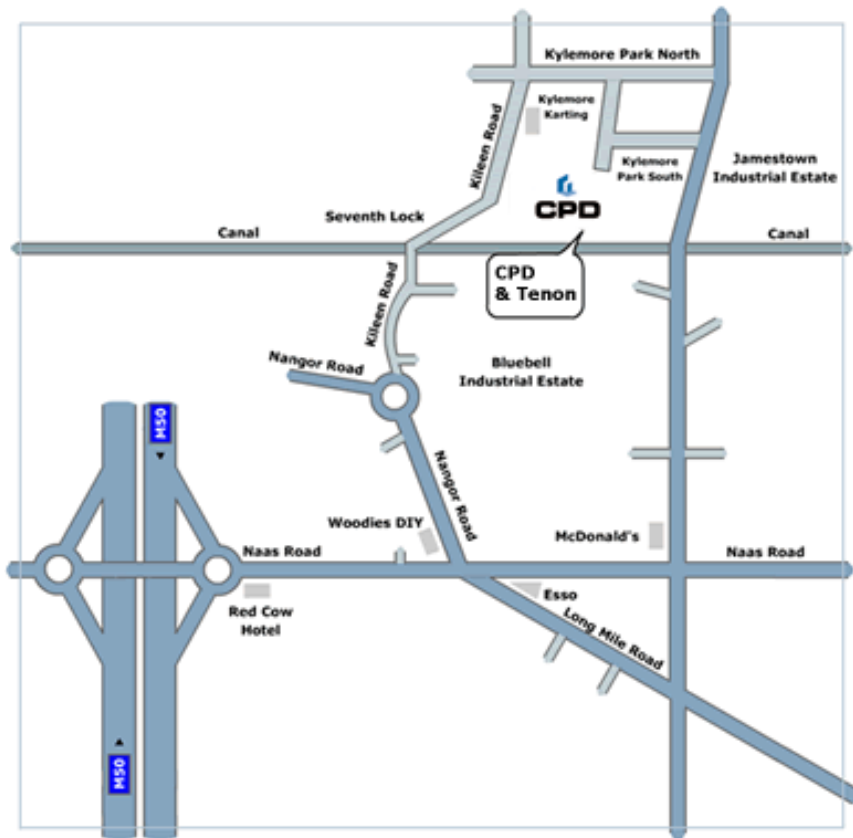 Kylemore Park North
Kylemore
Karting
Kileen Road
Kylemore
Park South
Jamestown
Industrial Estate
CPD
Seventh Lock
Canal
Canal
CPD
& Tenon
Kileen Road
Nangor Road
Bluebell
Industrial Estate
M50
Nangor Road
Woodies DIY
McDonald's
Naas Road
Naas Road
Red Cow
Hotel
Esso
Long Mile Road
M50